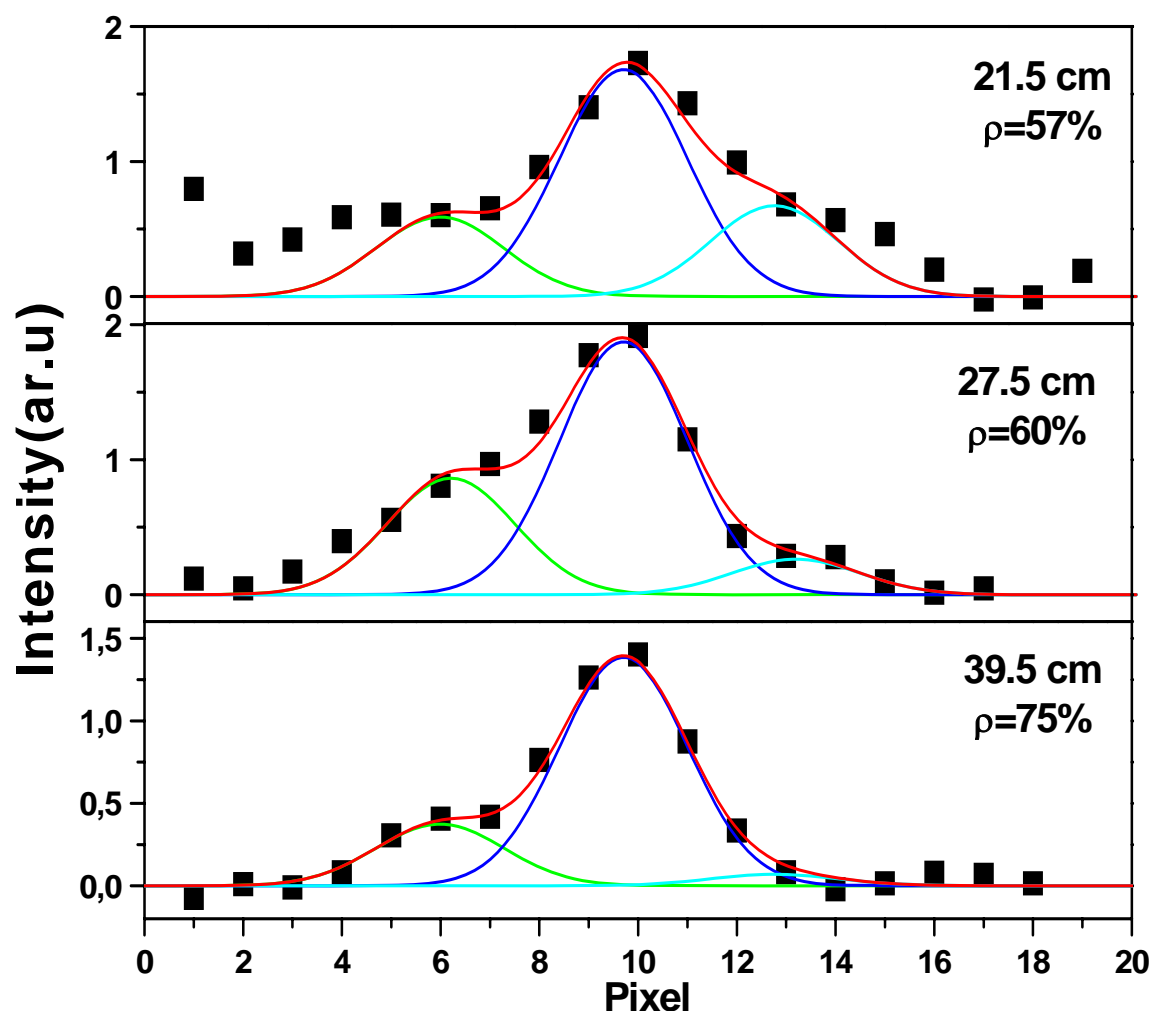 Intensity(ar.u)
2
1
0
21.5 cm
ρ=57%
2
1
0
27.5 cm
ρ=60%
1,5
1,0
0,5
0,0
39.5 cm
ρ=75%
0 2 4 6 8 10 12 14 16 18 20
Pixel